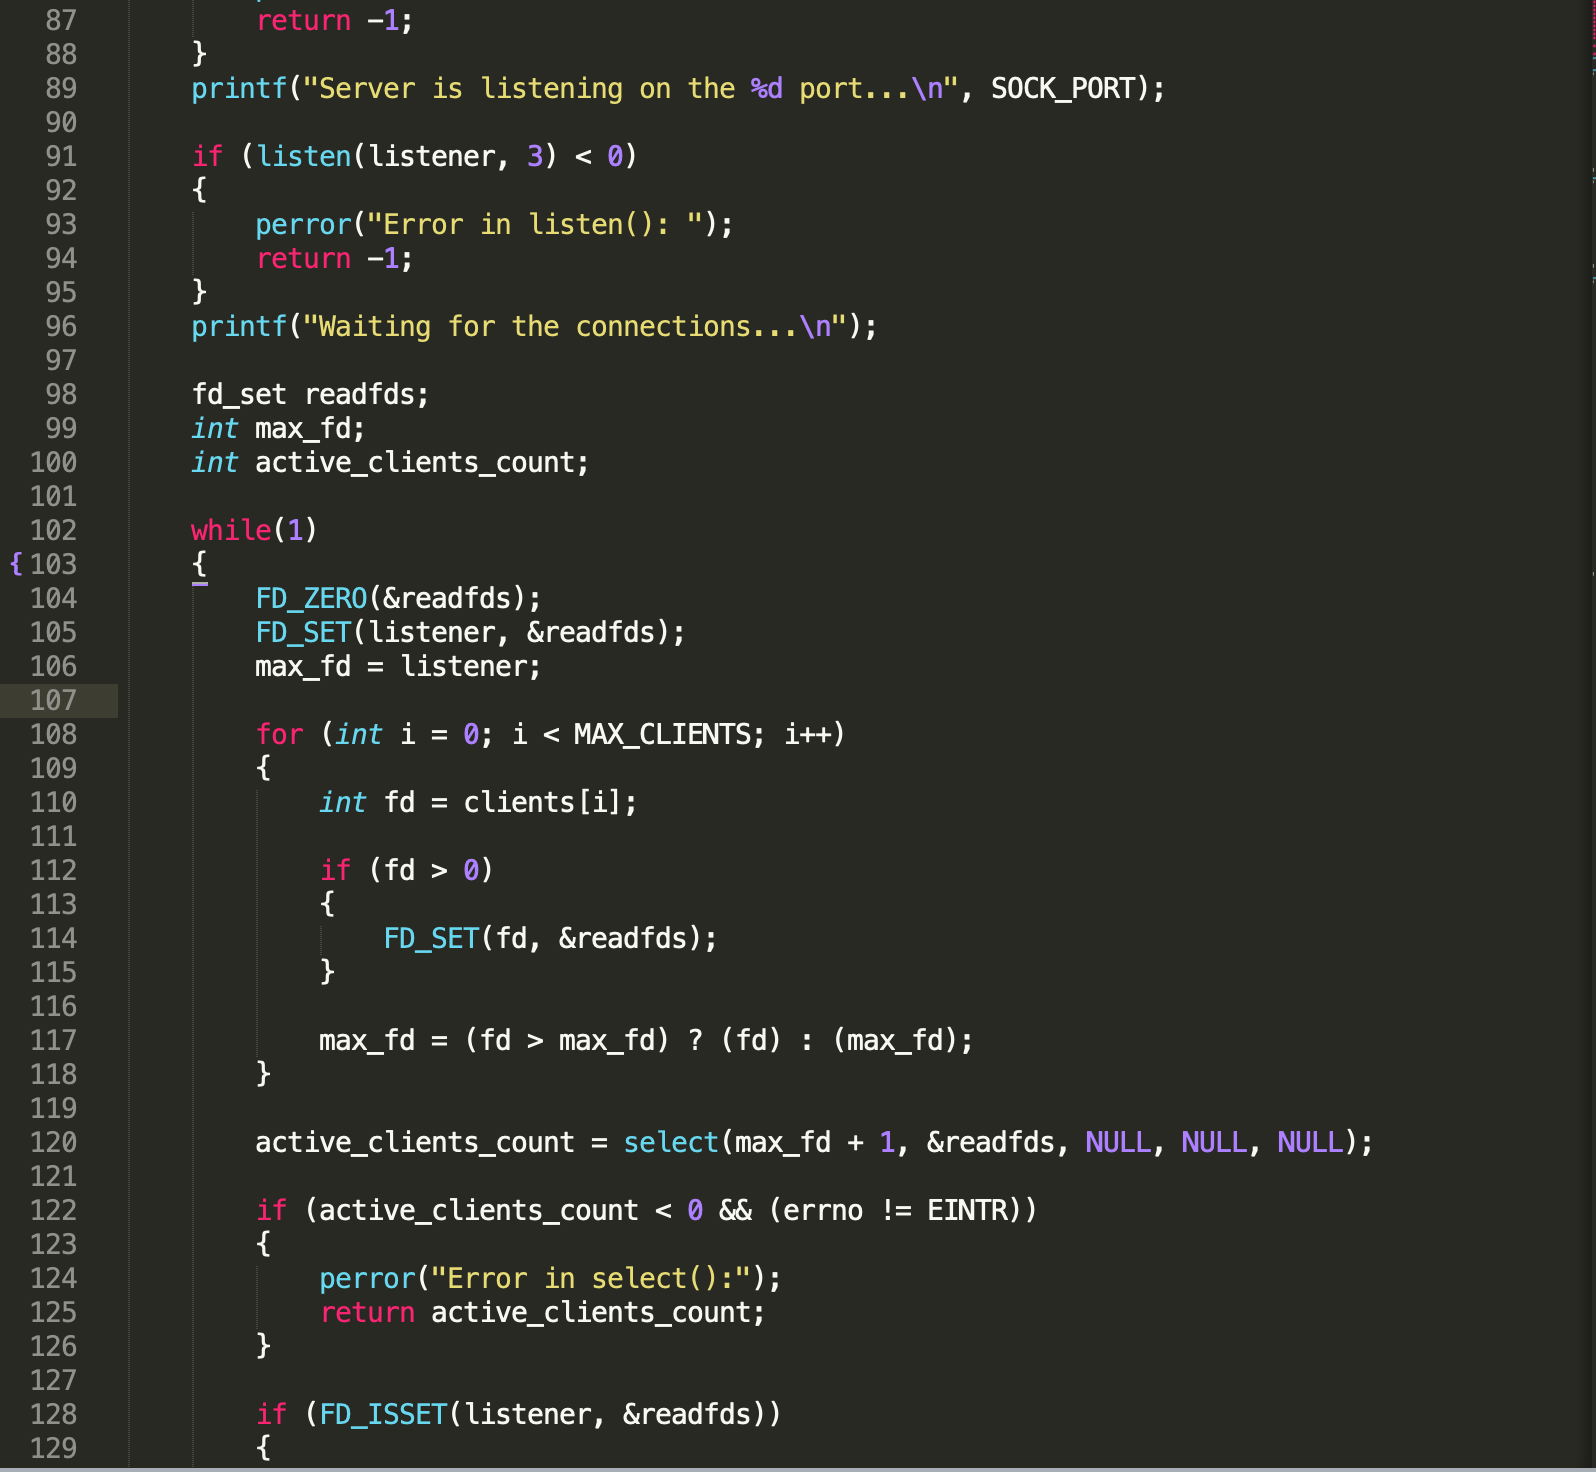 87 return -1;
88 }
89 printf("Server is listening on the %d port...\n", SOCK_PORT);
90
91 if (listen(listener, 3) < 0)
92 {
93 perror("Error in listen(): ");
94 return -1;
95 }
96 printf("Waiting for the connections...\n");
97
98 fd_set readfds;
99 int max_fd;
100 int active_clients_count;
101
102 while(1)
{ 103 {
104 FD_ZERO(&readfds);
105 FD_SET(listener, &readfds);
106 max_fd = listener;
107
108 for (int i = 0; i < MAX_CLIENTS; i++)
109 {
110 int fd = clients[i];
111
112 if (fd > 0)
113 {
114 FD_SET(fd, &readfds);
115 }
116
117 max_fd = (fd > max_fd) ? (fd) : (max_fd);
118 }
119
120 active_clients_count = select(max_fd + 1, &readfds, NULL, NULL, NULL);
121
122 if (active_clients_count < 0 && (errno != EINTR))
123 {
124 perror("Error in select():");
125 return active_clients_count;
126 }
127
128 if (FD_ISSET(listener, &readfds))
129 {